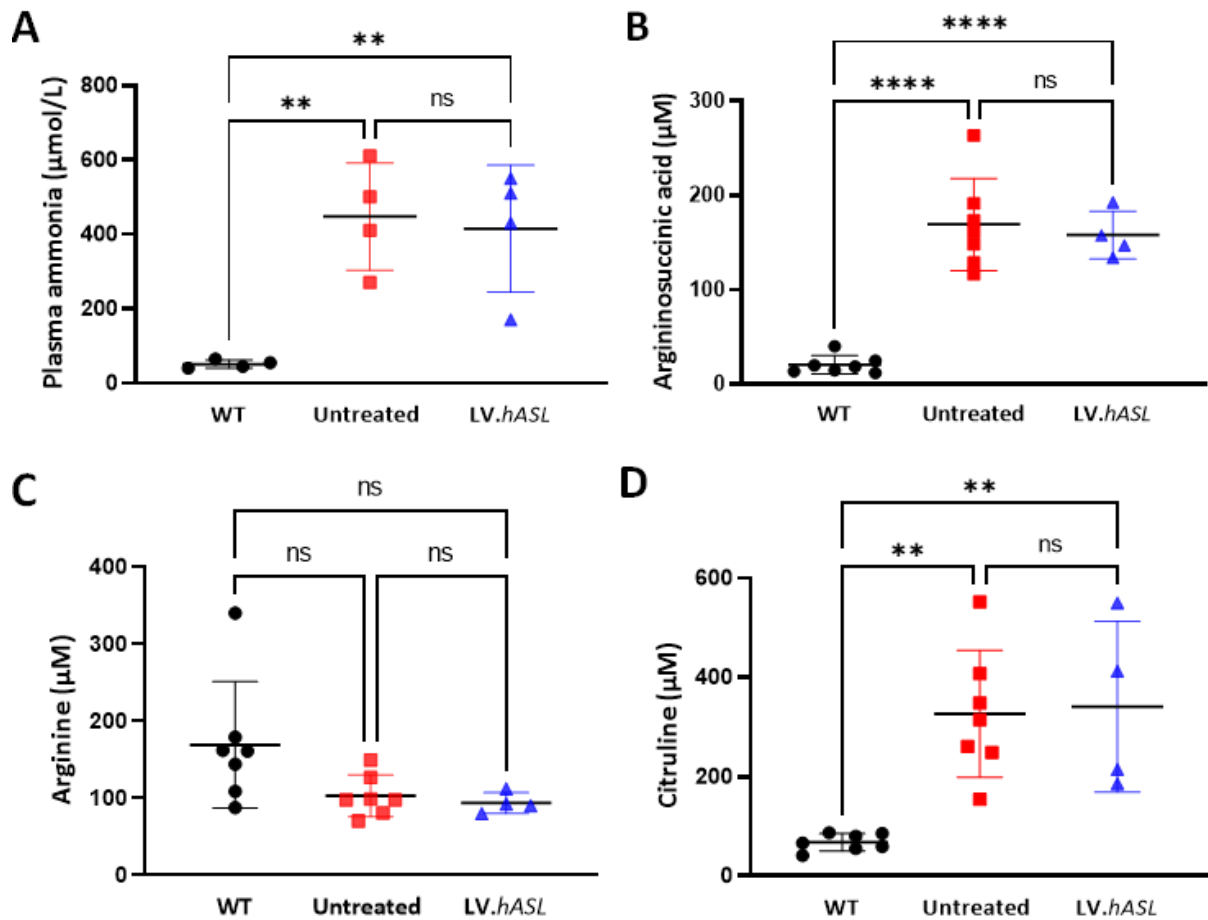 A
**
** ns
Plasma ammonia (µmol/L)
800
600
400
200
0
WT Untreated LV.hASL
B
****
**** ns
Argininosuccinic acid (µM)
300
200
100
0
WT Untreated LV.hASL
C
ns
ns ns
Arginine (µM)
400
300
200
100
0
WT Untreated LV.hASL
D
**
** ns
Citruline (µM)
600
400
200
0
WT Untreated LV.hASL